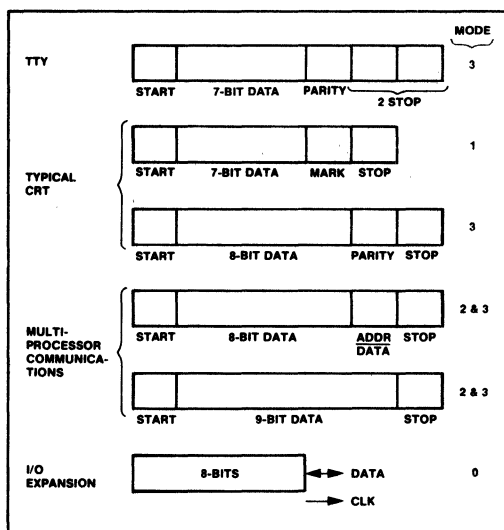 MODE
TTY
3
START 7-BIT DATA PARITY 2 STOP
1
START 7-BIT DATA MARK STOP
TYPICAL
CRT
3
START 8-BIT DATA PARITY STOP
2 & 3
START 8-BIT DATA ADDR STOP
DATA
MULTI-
PROCESSOR
COMMUNICA-
TIONS
2 & 3
START 9-BIT DATA STOP
I/O
EXPANSION
8-BITS DATA 0
CLK